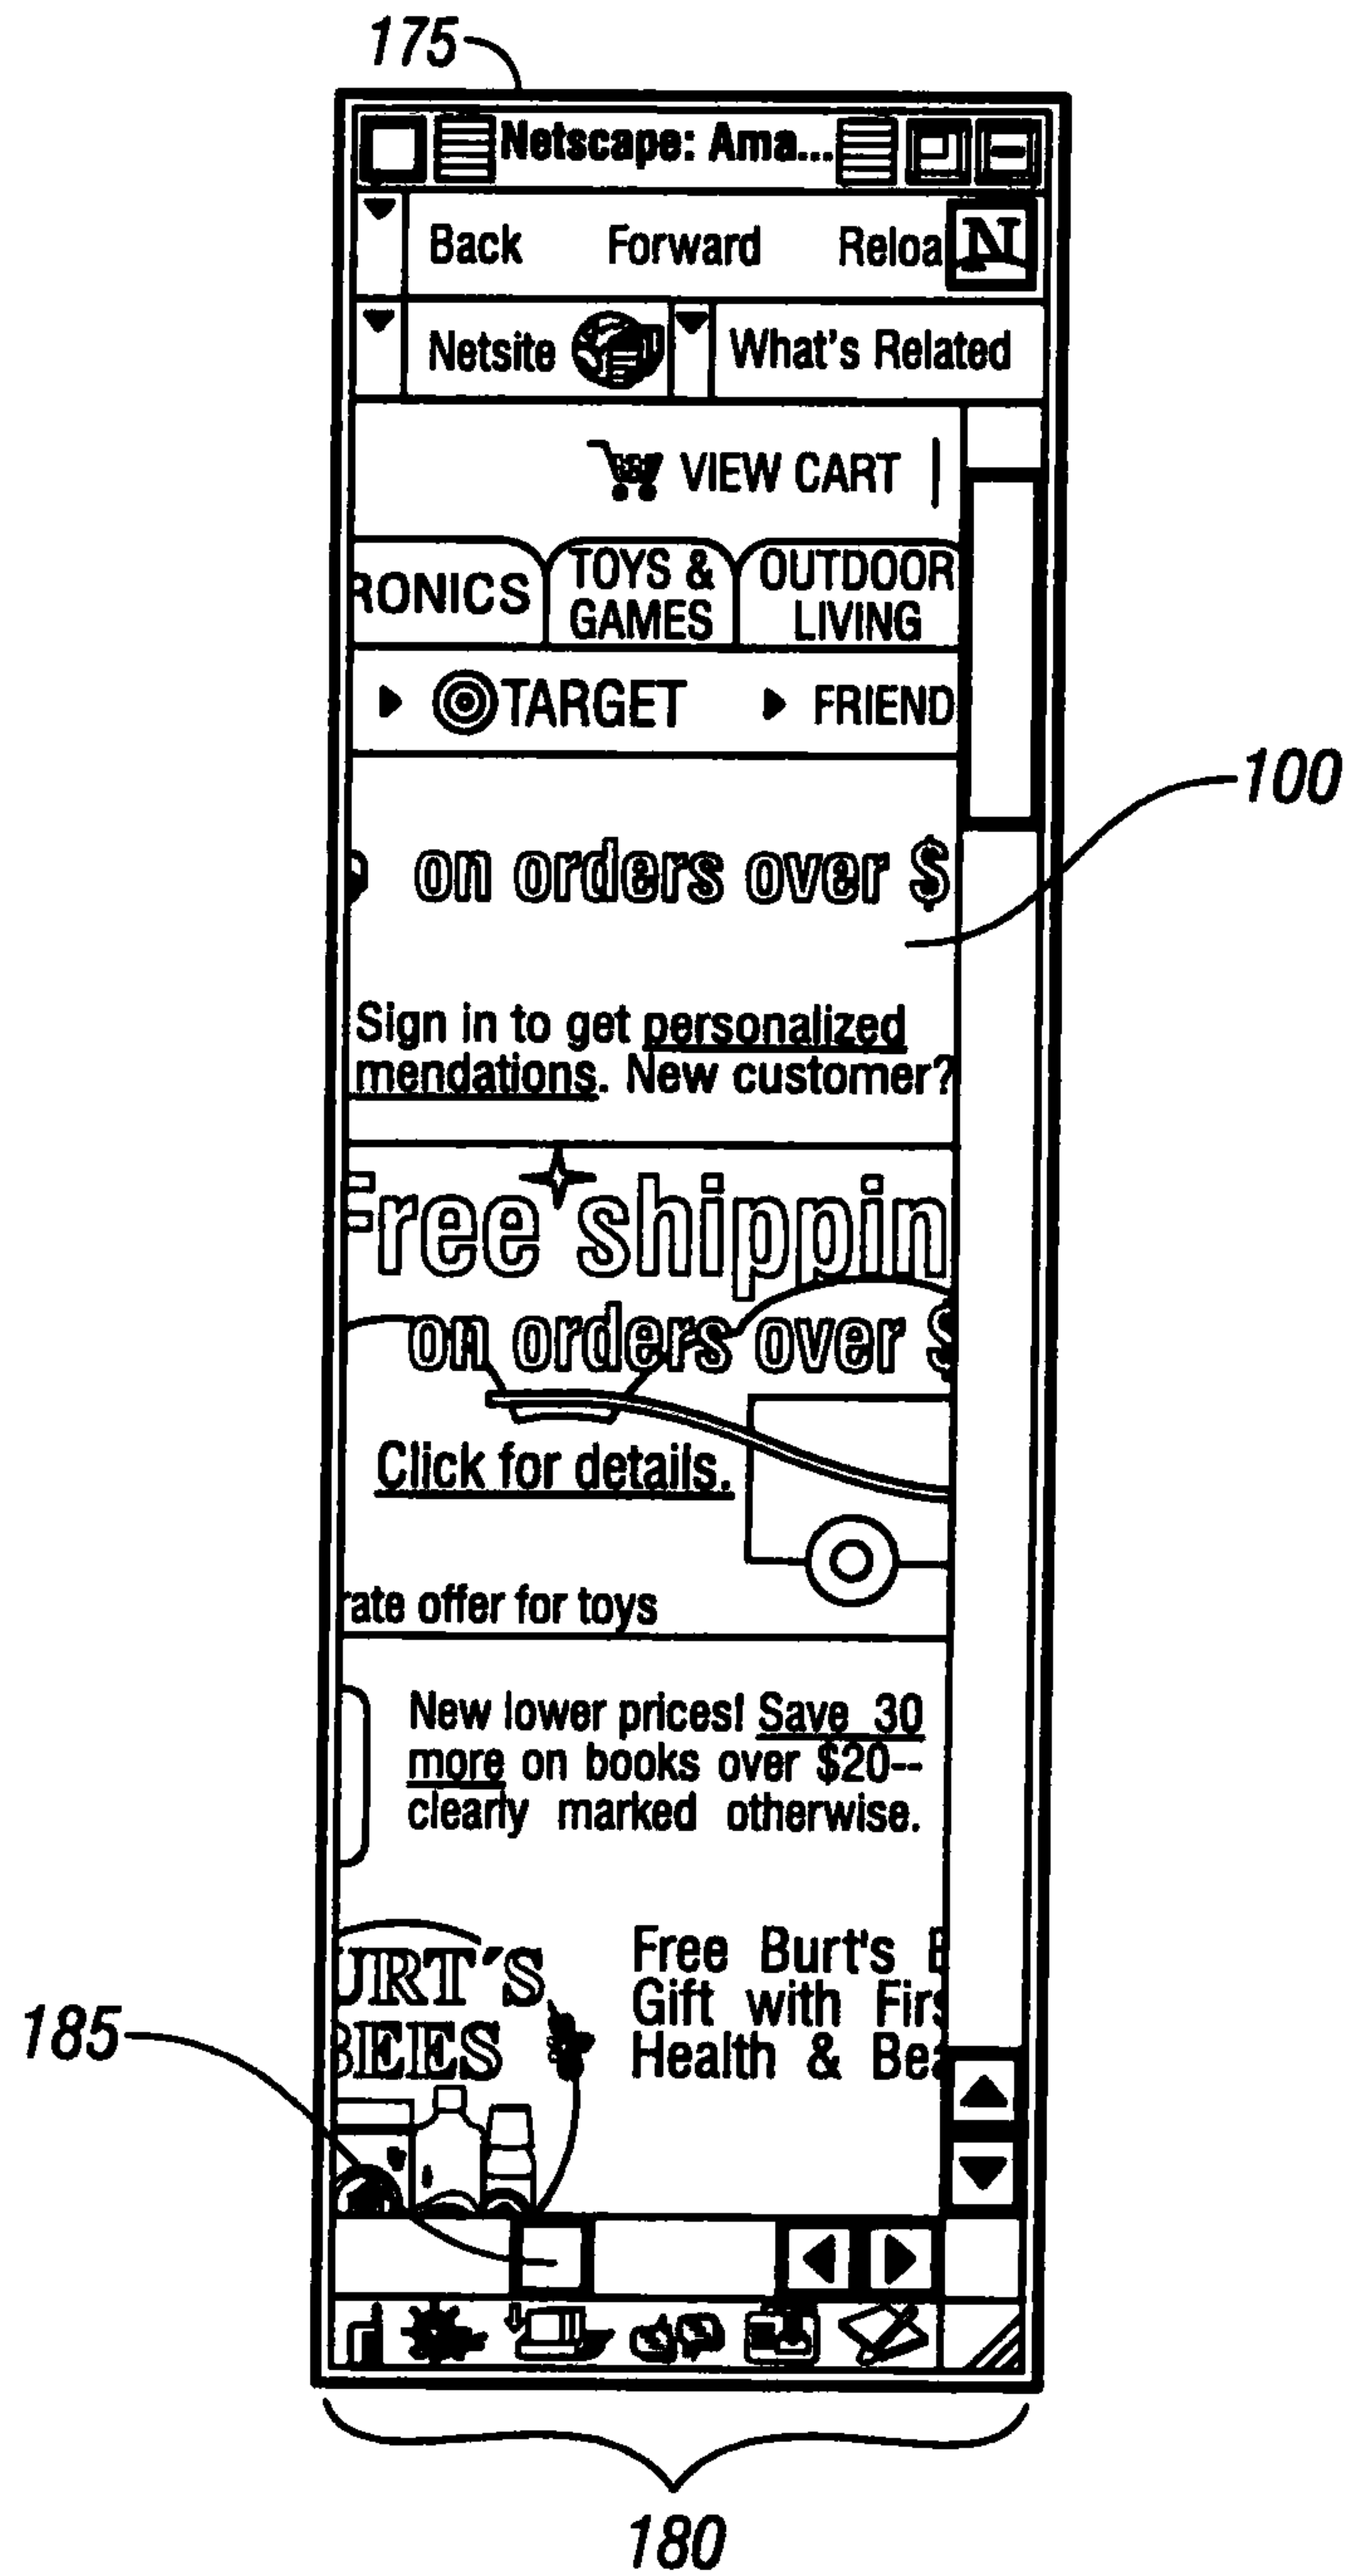 175
Netscape: Ama...
Back Forward Reloa N
Netsite What's Related
VIEW CART |
RONICS TOYS & GAMES OUTDOOR LIVING
TARGET FRIEND
100
on orders over $
Sign in to get personalized
mendations. New customer?
Free shippin
on orders over $
Click for details.
rate offer for toys
New lower prices! Save 30
more on books over $20--
clearly marked otherwise.
URT'S
BEES
Free Burt's B
Gift with Firs
Health & Bea
185
180